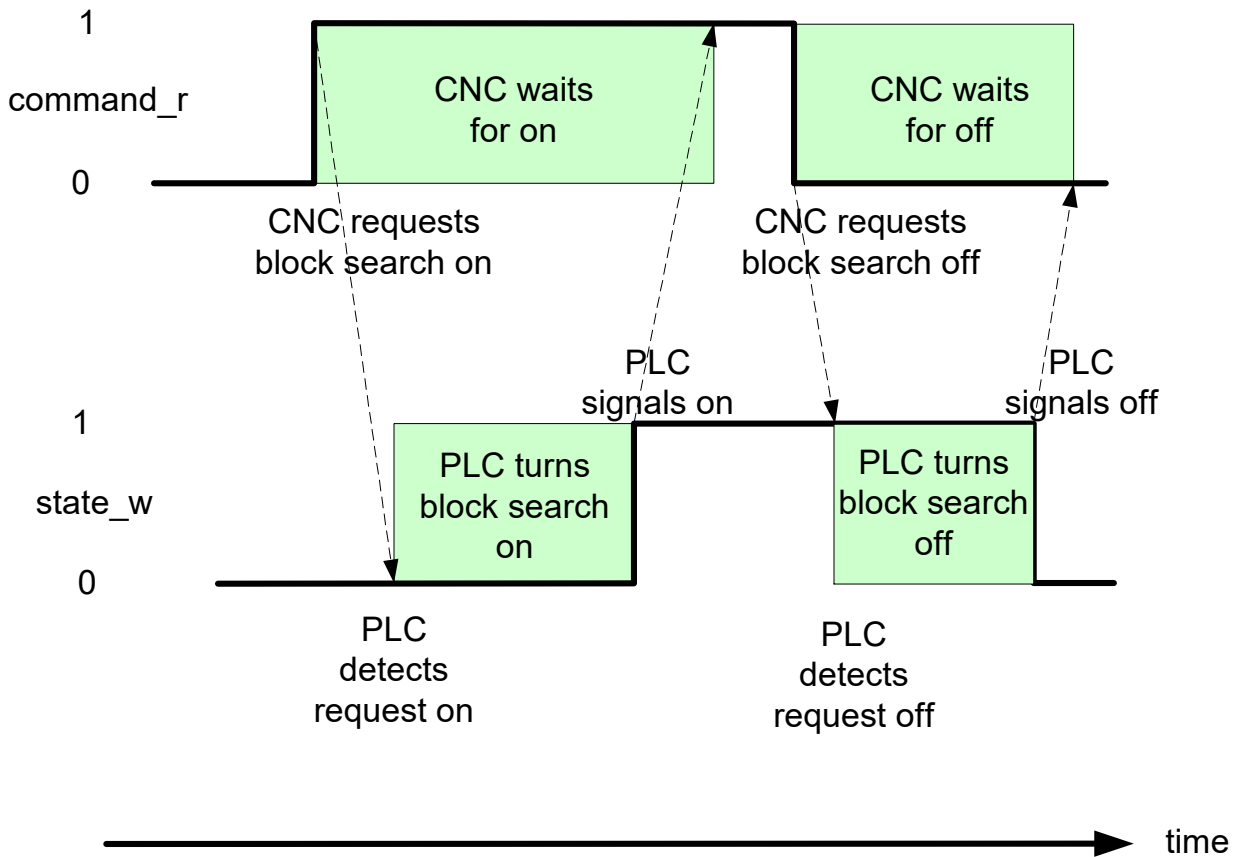 1
command_r
0
CNC waits
for on
CNC waits
for off
CNC requests
block search on
CNC requests
block search off
PLC
signals on
PLC
signals off
1
state_w
0
PLC turns
block search
on
PLC turns
block search
off
PLC
detects
request on
PLC
detects
request off
time